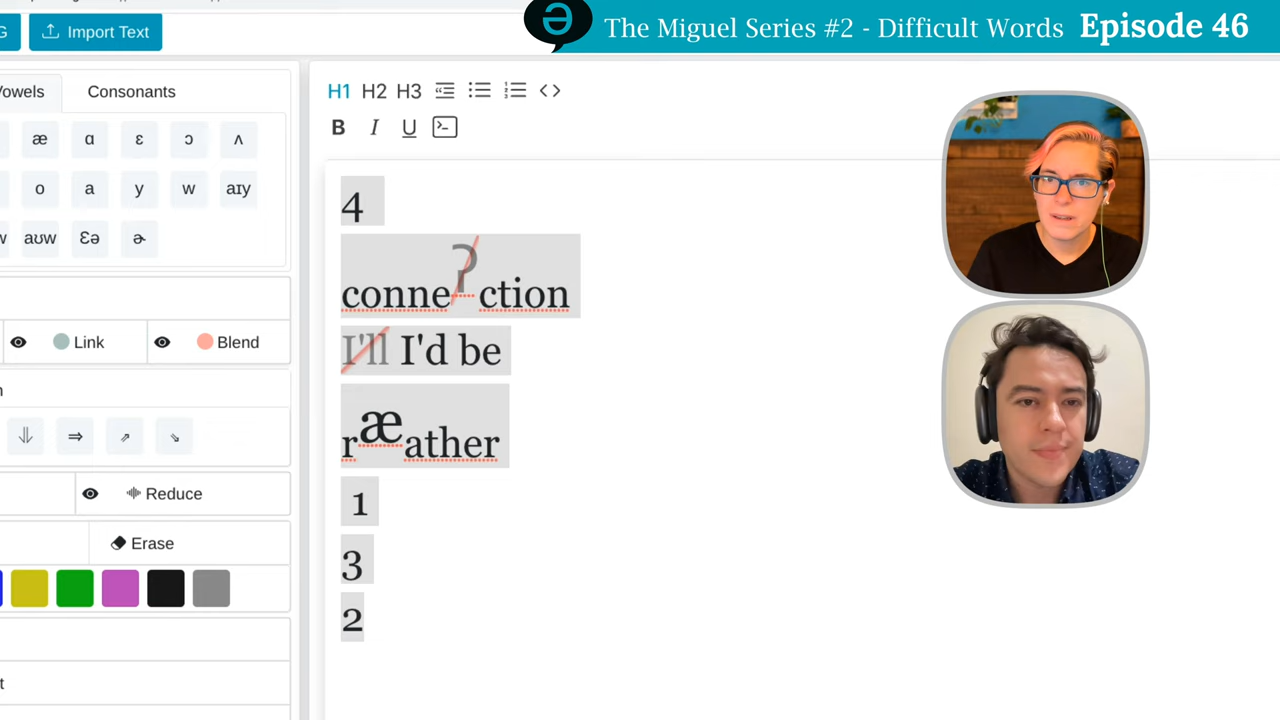 ə The Miguel Series #2 - Difficult Words Episode 46
G Import Text
Vowels Consonants
H1 H2 H3
B I U
æ ɑ ɛ ɔ ʌ
o a y w aɪy
w aʊw Ɛə ɚ
Link Blend
n
Reduce
Erase
t
4
conneʔction
I'll I'd be
ræather
1
3
2